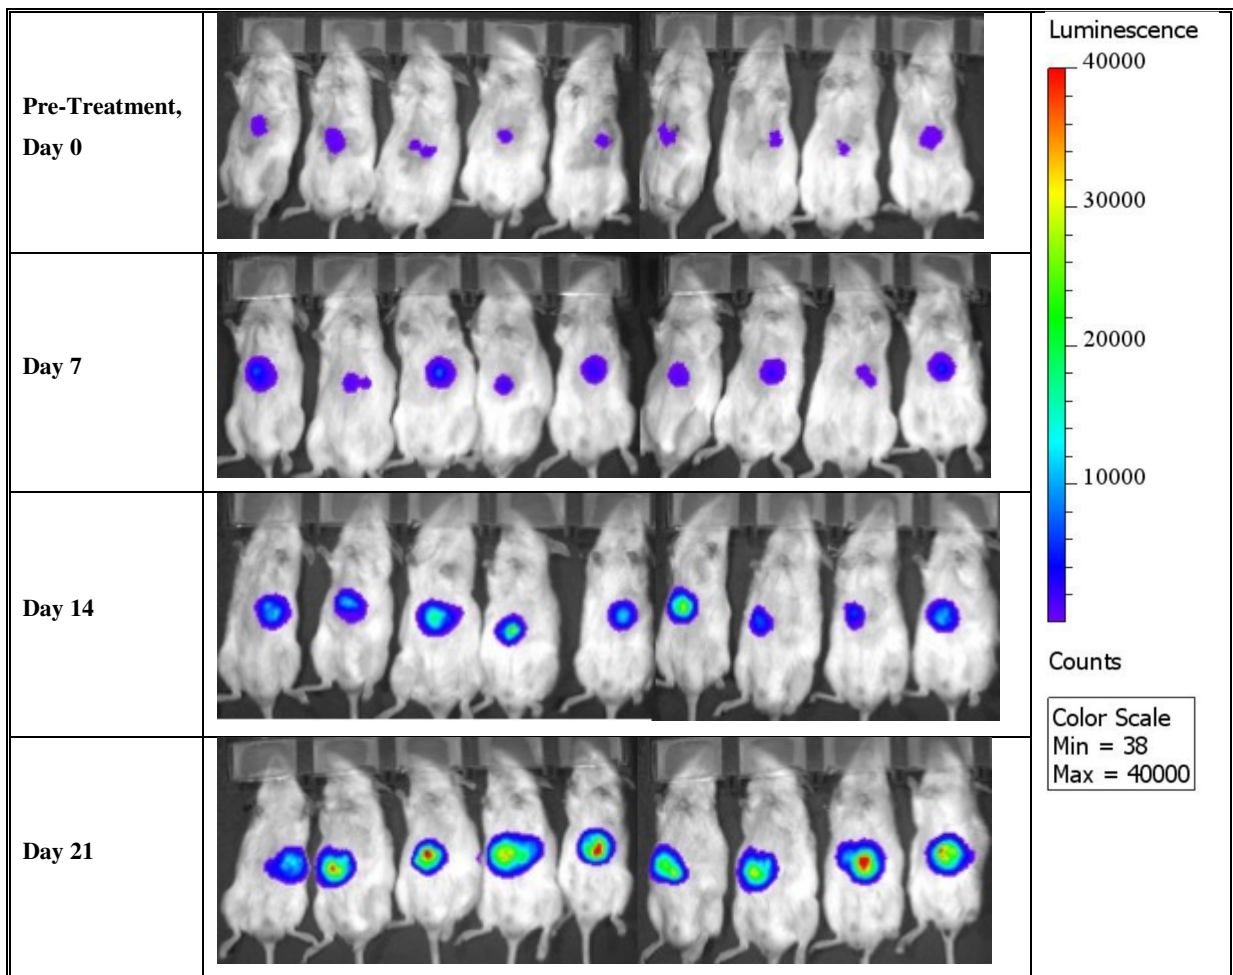 Pre-Treatment,
Day 0
Day 7
Day 14
Day 21
Luminescence
40000
30000
20000
10000
Counts
Color Scale
Min = 38
Max = 40000